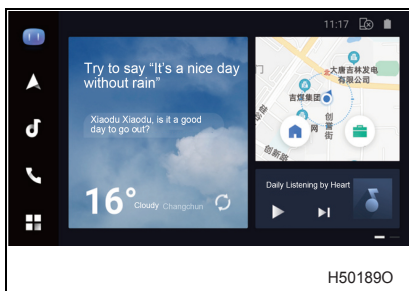 11:17
Try to say “It's a nice day
without rain”
Xiaodu Xiaodu, is it a good
day to go out?
16°
Cloudy Changchun
门
大唐吉林发电
有限公司
吉煤集团
创
网
街
创新路
Daily Listening by Heart
H50189O